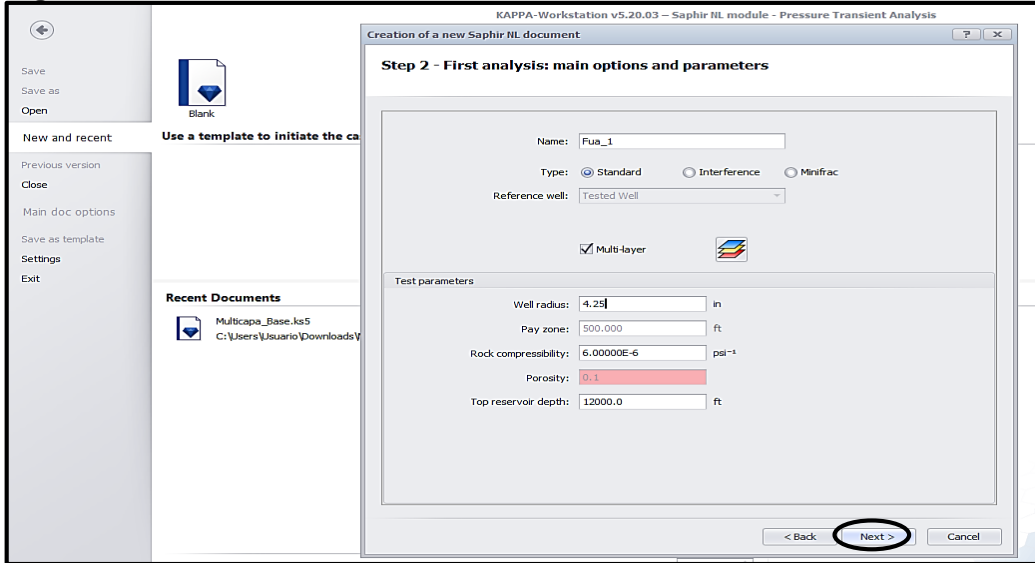 KAPPA-Workstation v5.20.03 – Saphir NL module - Pressure Transient Analysis
Creation of a new Saphir NL document
Step 2 - First analysis: main options and parameters
Save
Save as
Open
New and recent
Previous version
Close
Main doc options
Save as template
Settings
Exit
Blank
Use a template to initiate the ca
Recent Documents
Multicapa_Base.ks5
C:\Users\Usuario\Downloads\
Name: Fua_1
Type: Standard Interference Minifrac
Reference well: Tested Well
Multi-layer
Test parameters
Well radius: 4.25 in
Pay zone: 500.000 ft
Rock compressibility: 6.00000E-6 psi⁻¹
Porosity: 0.1
Top reservoir depth: 12000.0 ft
< Back Next > Cancel